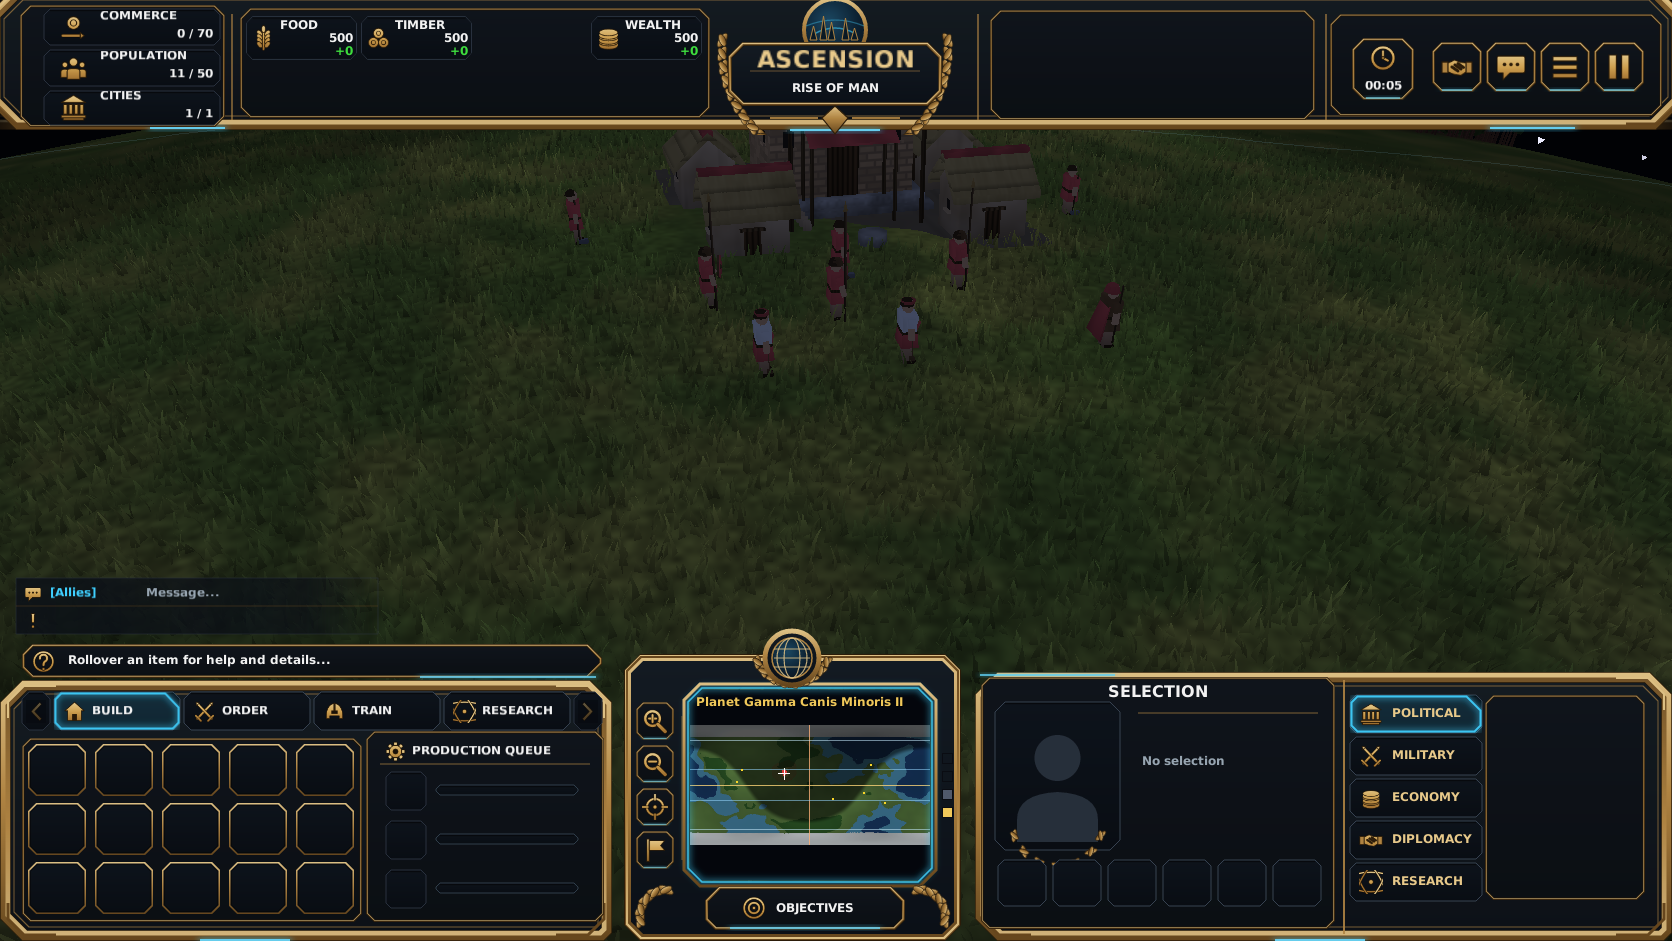 COMMERCE
0 / 70
POPULATION
11 / 50
CITIES
1 / 1
FOOD
500
+0
TIMBER
500
+0
WEALTH
500
+0
ASCENSION
RISE OF MAN
00:05
[Allies] Message...
!
Rollover an item for help and details...
BUILD
ORDER
TRAIN
RESEARCH
PRODUCTION QUEUE
Planet Gamma Canis Minoris II
OBJECTIVES
SELECTION
No selection
POLITICAL
MILITARY
ECONOMY
DIPLOMACY
RESEARCH